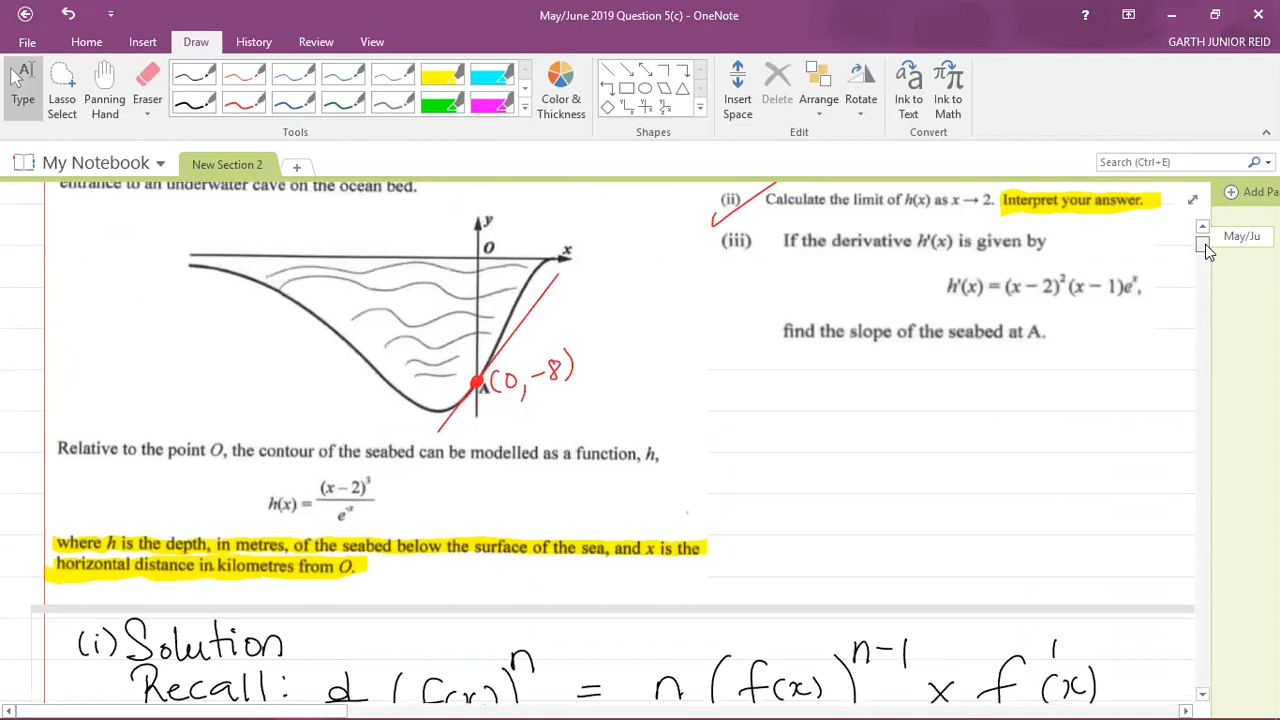 May/June 2019 Question 5(c) - OneNote
File
Home
Insert
Draw
History
Review
View
GARTH JUNIOR REID
Type
Lasso Select
Panning Hand
Eraser
Color & Thickness
Insert Space
Delete
Arrange
Rotate
Ink to Text
Ink to Math
Tools
Shapes
Edit
Convert
My Notebook
New Section 2
Search (Ctrl+E)
Add Pa
May/Ju
entrance to an underwater cave on the ocean bed.
y
O
x
A
(0, -8)
Relative to the point O, the contour of the seabed can be modelled as a function, h,
h(x) = (x – 2)³ / e⁻ˣ
where h is the depth, in metres, of the seabed below the surface of the sea, and x is the
horizontal distance in kilometres from O.
(ii) Calculate the limit of h(x) as x → 2. Interpret your answer.
(iii) If the derivative h'(x) is given by
h'(x) = (x – 2)² (x – 1)eˣ,
find the slope of the seabed at A.
(i) Solution
Recall: d (f(x))ⁿ = n (f(x))ⁿ⁻¹ × f'(x)